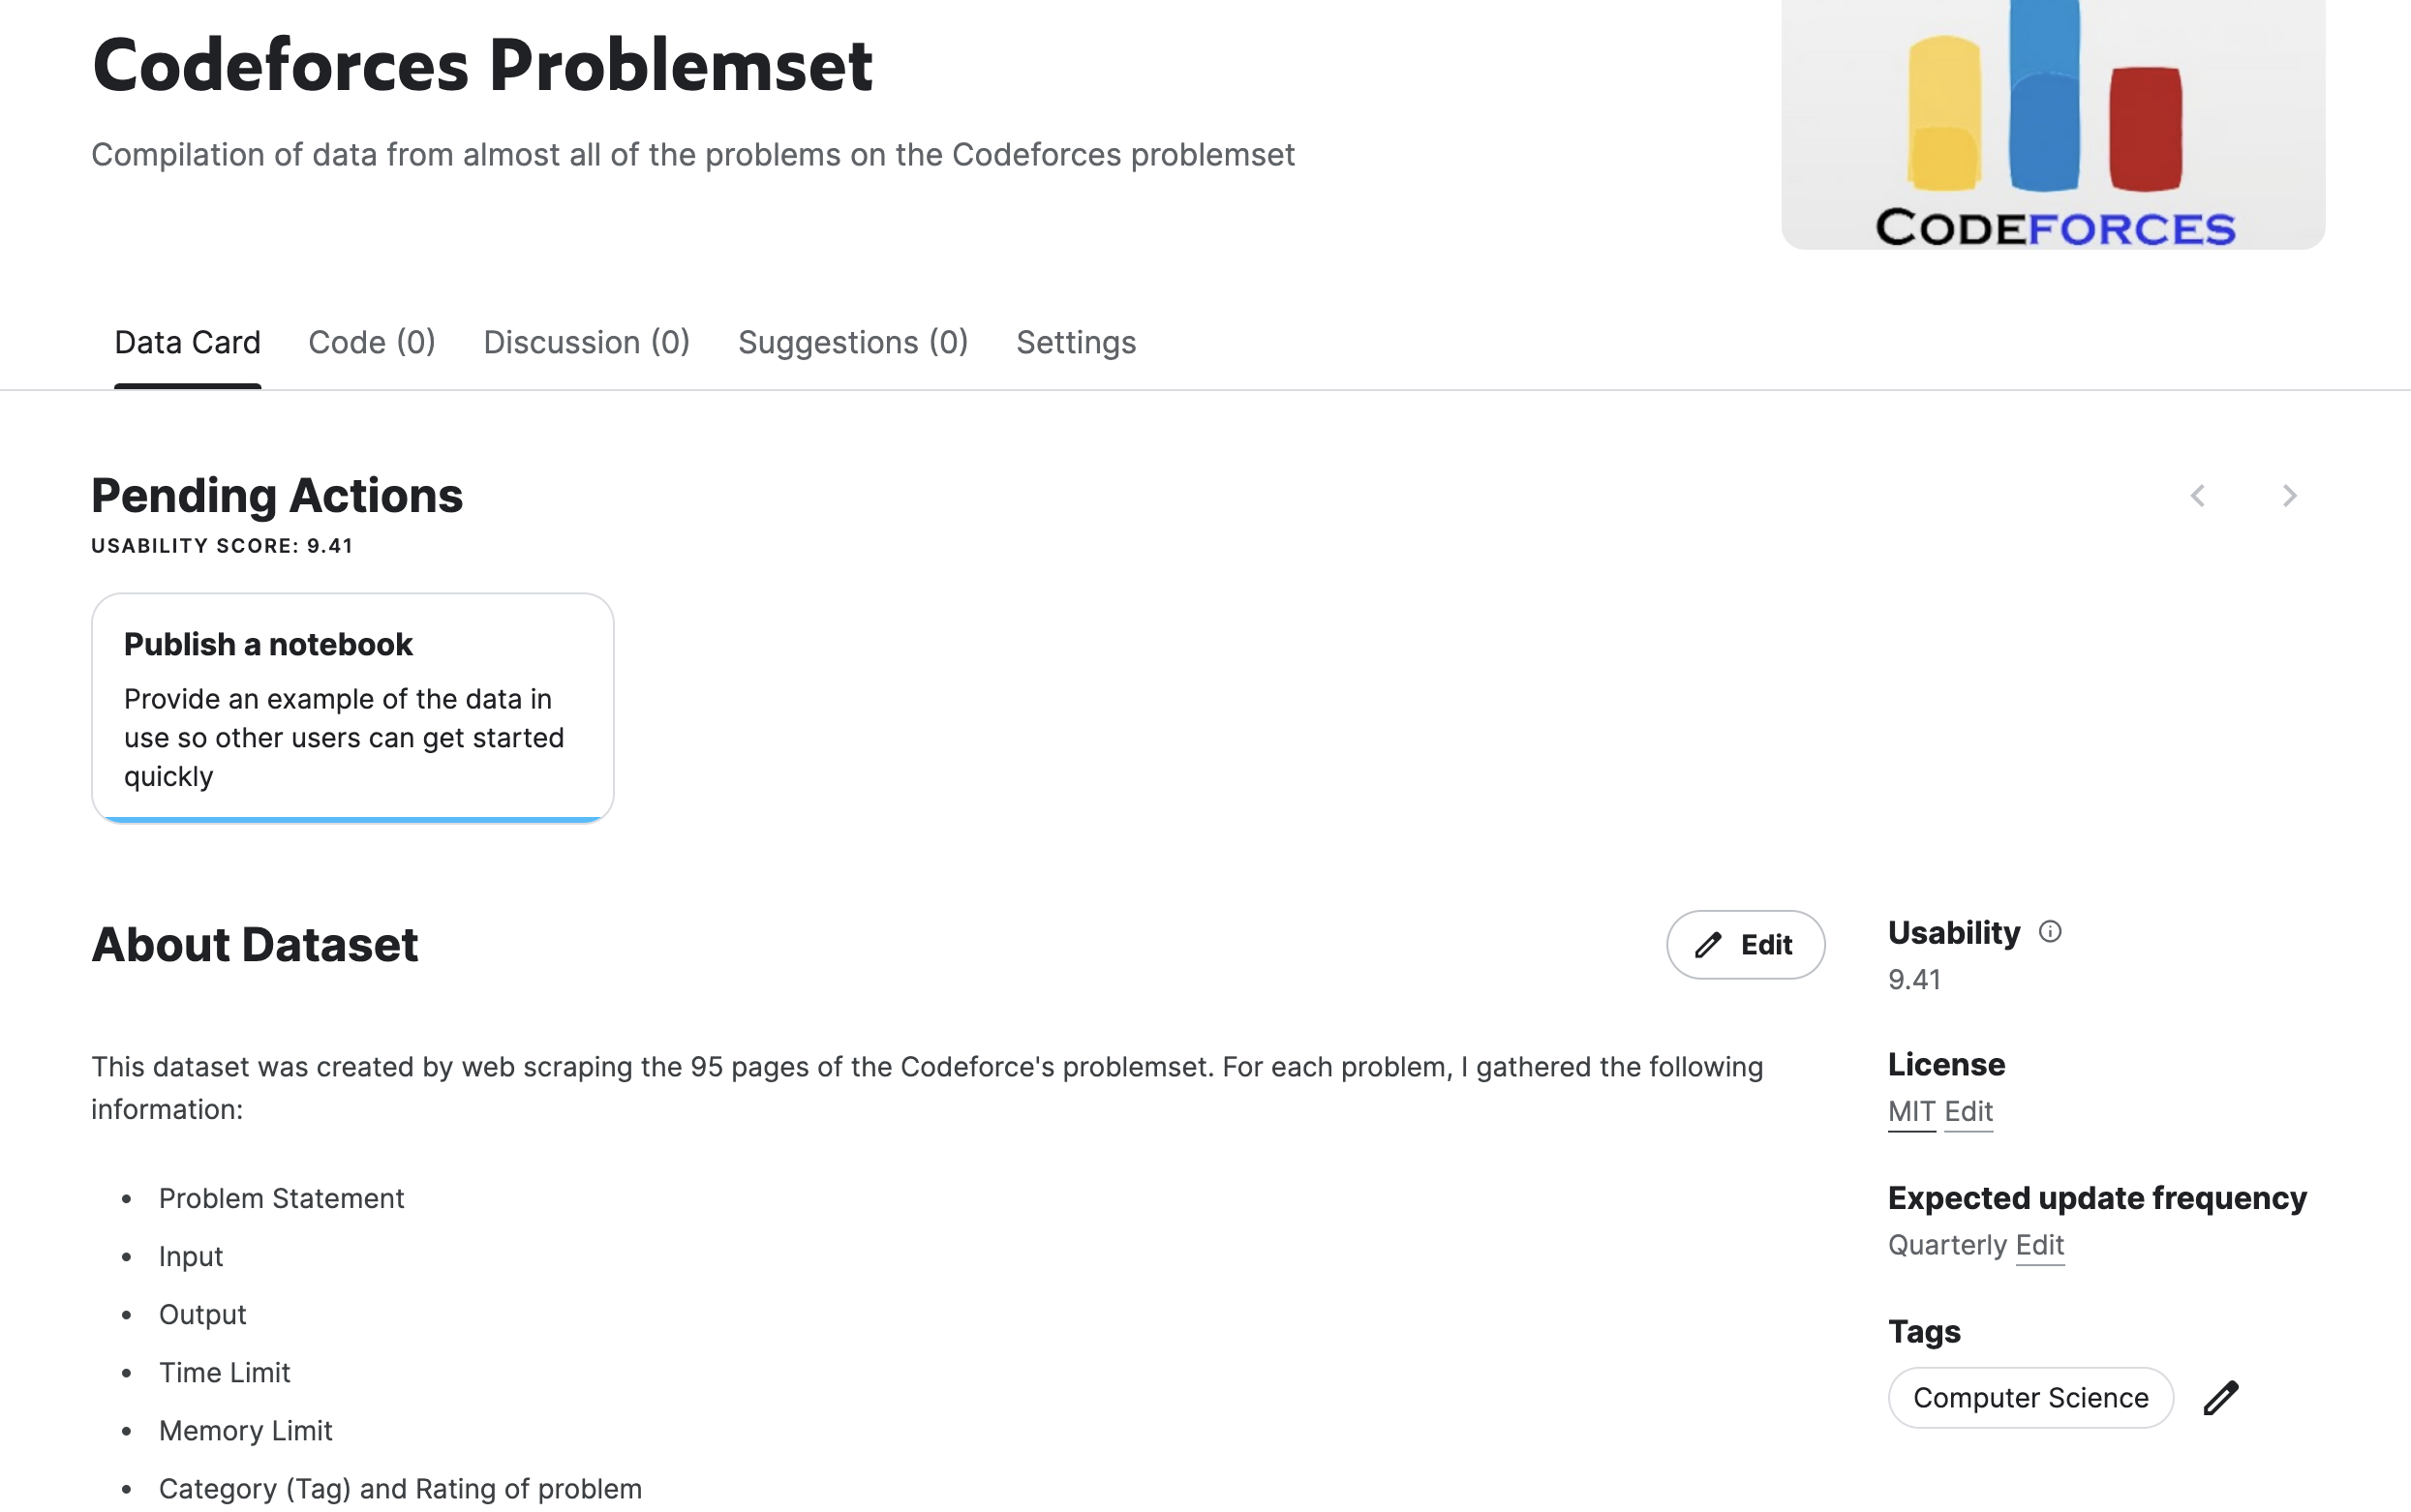 Codeforces Problemset
Compilation of data from almost all of the problems on the Codeforces problemset
CODEFORCES
Data Card
Code (0)
Discussion (0)
Suggestions (0)
Settings
Pending Actions
USABILITY SCORE: 9.41
Publish a notebook
Provide an example of the data in
use so other users can get started
quickly
About Dataset
Edit
This dataset was created by web scraping the 95 pages of the Codeforce's problemset. For each problem, I gathered the following
information:
• Problem Statement
• Input
• Output
• Time Limit
• Memory Limit
• Category (Tag) and Rating of problem
Usability
9.41
License
MIT Edit
Expected update frequency
Quarterly Edit
Tags
Computer Science